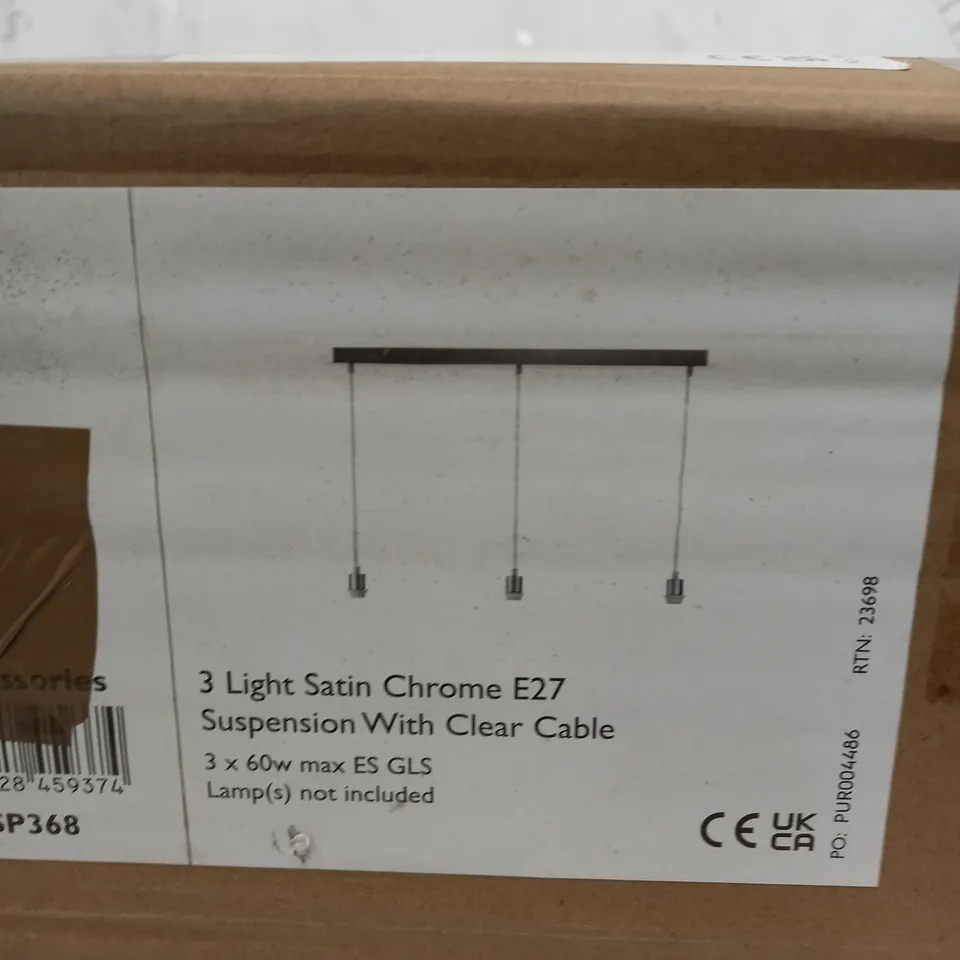 3 Light Satin Chrome E27
Suspension With Clear Cable
3 x 60w max ES GLS
Lamp(s) not included
ssories
28 459374
SP368
CE UK
CA
PO: PUR004486 RTN: 23698